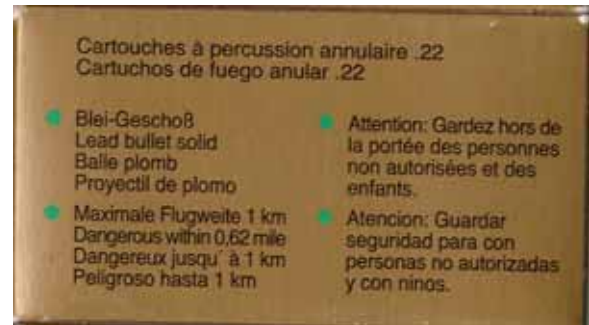 Cartouches à percussion annulaire .22
Cartuchos de fuego anular .22
Blei-Geschoß
Lead bullet solid
Balle plomb
Proyectil de plomo
Maximale Flugweite 1 km
Dangerous within 0,62 mile
Dangereux jusqu´ à 1 km
Peligroso hasta 1 km
Attention: Gardez hors de
la portée des personnes
non autorisées et des
enfants.
Atencion: Guardar
seguridad para con
personas no autorizadas
y con ninos.